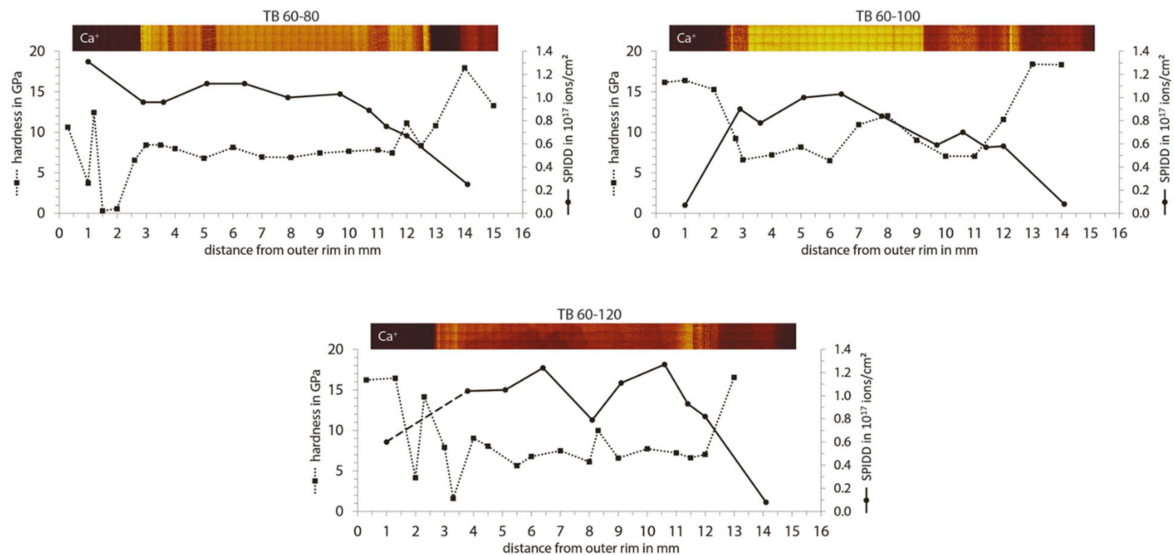 TB 60-80
Ca⁺
20
15
10
5
0
hardness in GPa
1.4
1.2
1.0
0.8
0.6
0.4
0.2
0.0
SPIDD in 10¹⁷ ions/cm²
0 1 2 3 4 5 6 7 8 9 10 11 12 13 14 15 16
distance from outer rim in mm
TB 60-100
Ca⁺
20
15
10
5
0
hardness in GPa
1.4
1.2
1.0
0.8
0.6
0.4
0.2
0.0
SPIDD in 10¹⁷ ions/cm²
0 1 2 3 4 5 6 7 8 9 10 11 12 13 14 15 16
distance from outer rim in mm
TB 60-120
Ca⁺
20
15
10
5
0
hardness in GPa
1.4
1.2
1.0
0.8
0.6
0.4
0.2
0.0
SPIDD in 10¹⁷ ions/cm²
0 1 2 3 4 5 6 7 8 9 10 11 12 13 14 15 16
distance from outer rim in mm